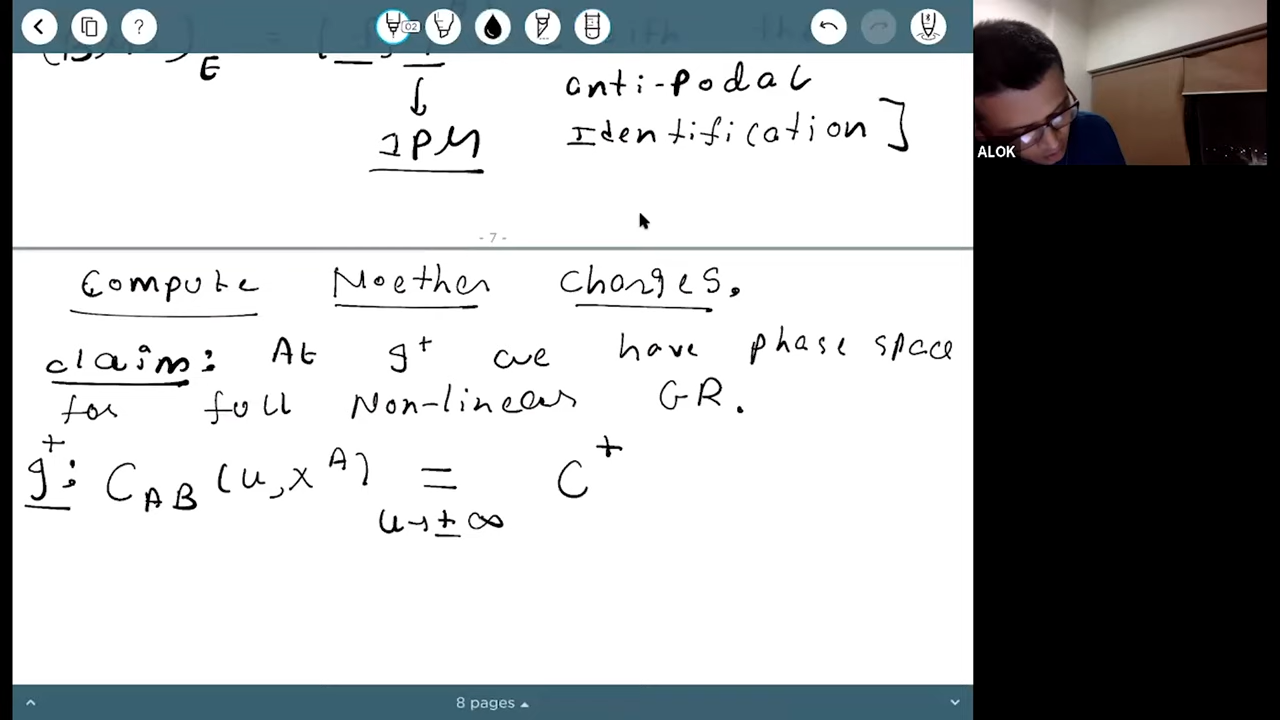 E
anti-podal
IPM
Identification]
ALOK
- 7 -
Compute Noether Charges.
claim: At g⁺ we have phase space
for full Non-linear GR.
g⁺: C_AB (u, x^A) = C⁺
u→±∞
8 pages